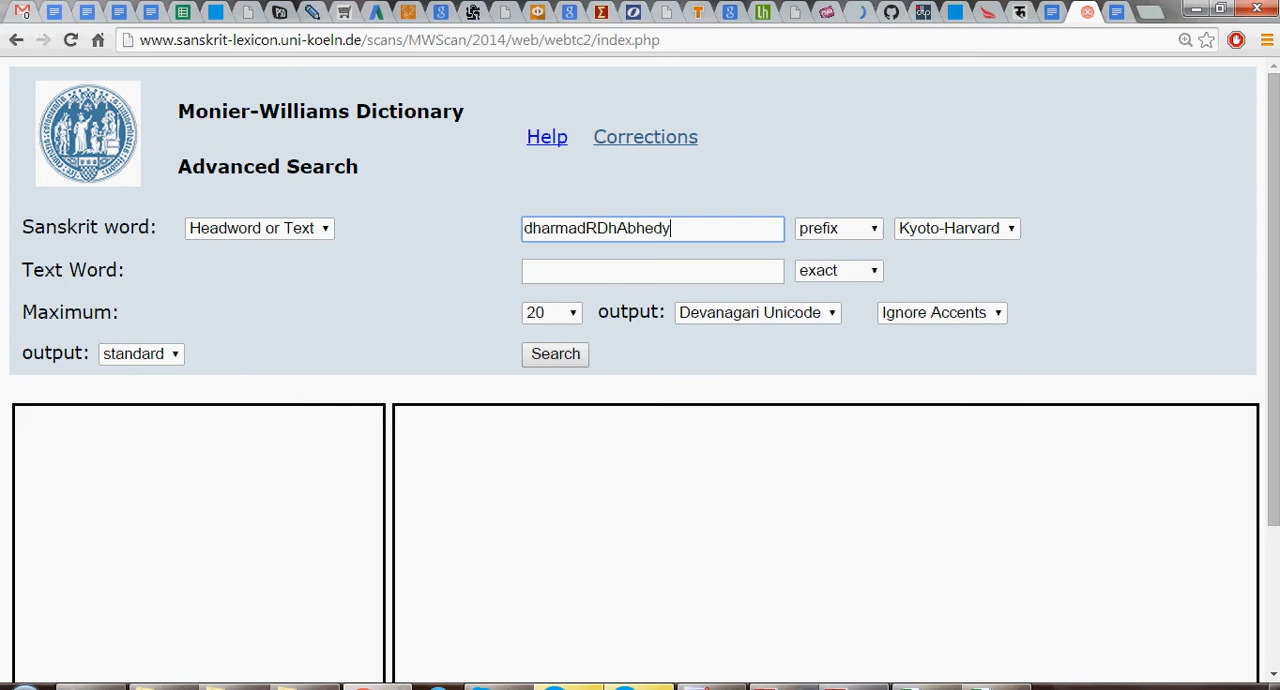 www.sanskrit-lexicon.uni-koeln.de/scans/MWScan/2014/web/webtc2/index.php
Monier-Williams Dictionary
Help Corrections
Advanced Search
Sanskrit word: Headword or Text dharmadRDhAbhedy prefix Kyoto-Harvard
Text Word: exact
Maximum: 20 output: Devanagari Unicode Ignore Accents
output: standard Search